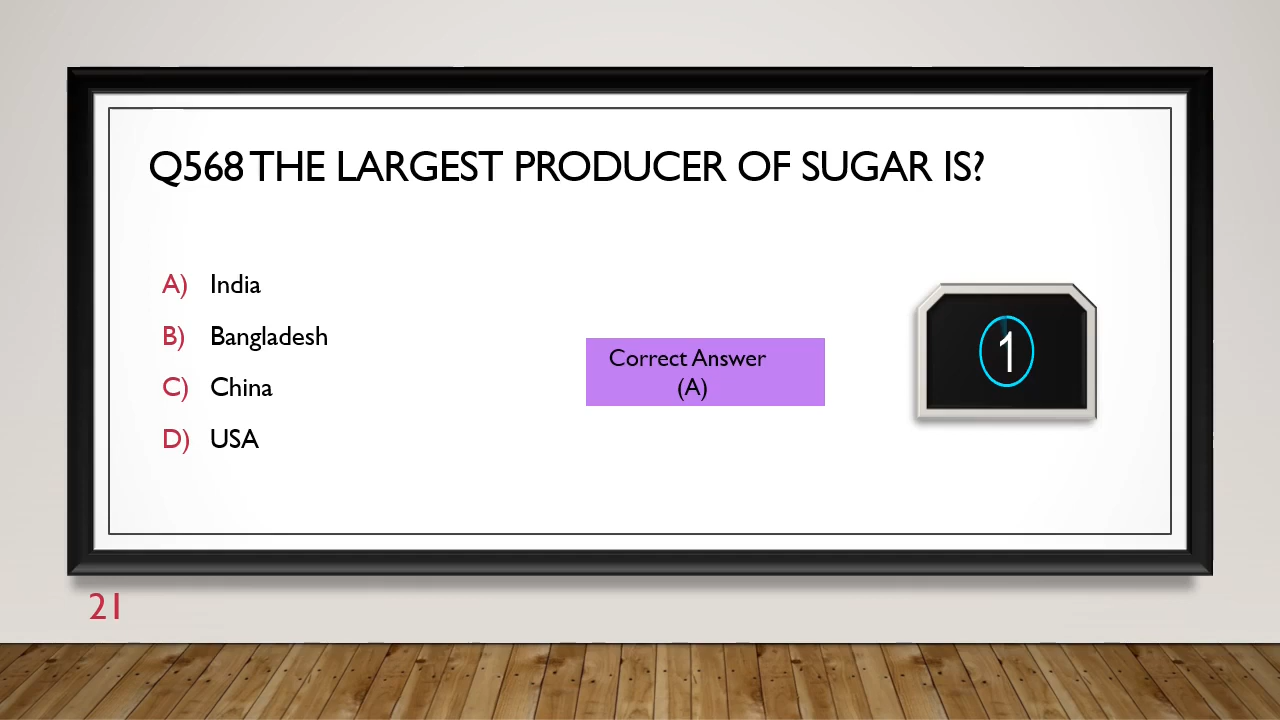 Q568 THE LARGEST PRODUCER OF SUGAR IS?
A) India
B) Bangladesh
C) China
D) USA
Correct Answer
(A)
1
21